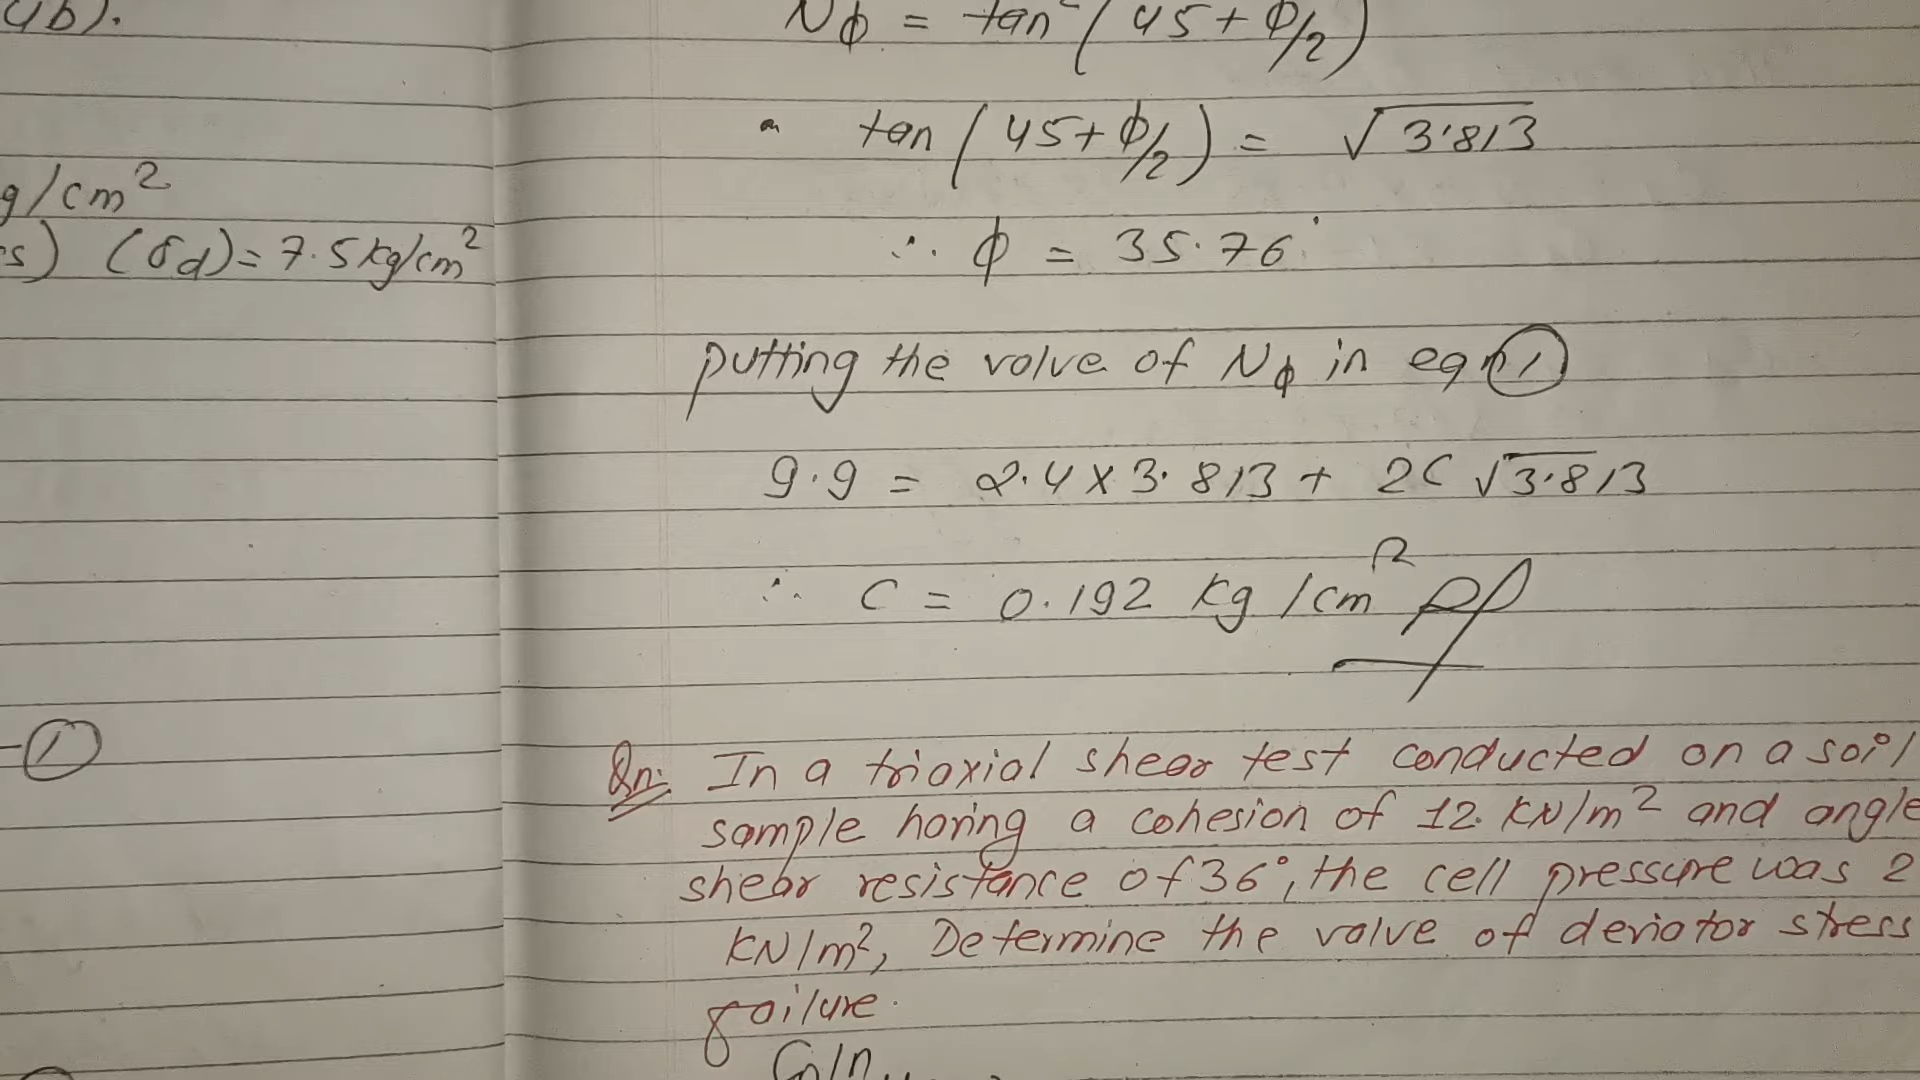 4b).
g/cm²
s) (σd) = 7.5 kg/cm²
- ①
Nϕ = tan² (45 + ϕ/2)
tan (45 + ϕ/2) = √3.813
∴ ϕ = 35.76°
putting the value of Nϕ in eqn ①
9.9 = 2.4 × 3.813 + 2C √3.813
∴ C = 0.192 kg/cm²
Qn: In a trioxial shear test conducted on a soil
sample having a cohesion of 12 KN/m² and angle
shear resistance of 36°, the cell pressure was 2
KN/m², Determine the value of deviator stress
failure.
Soln